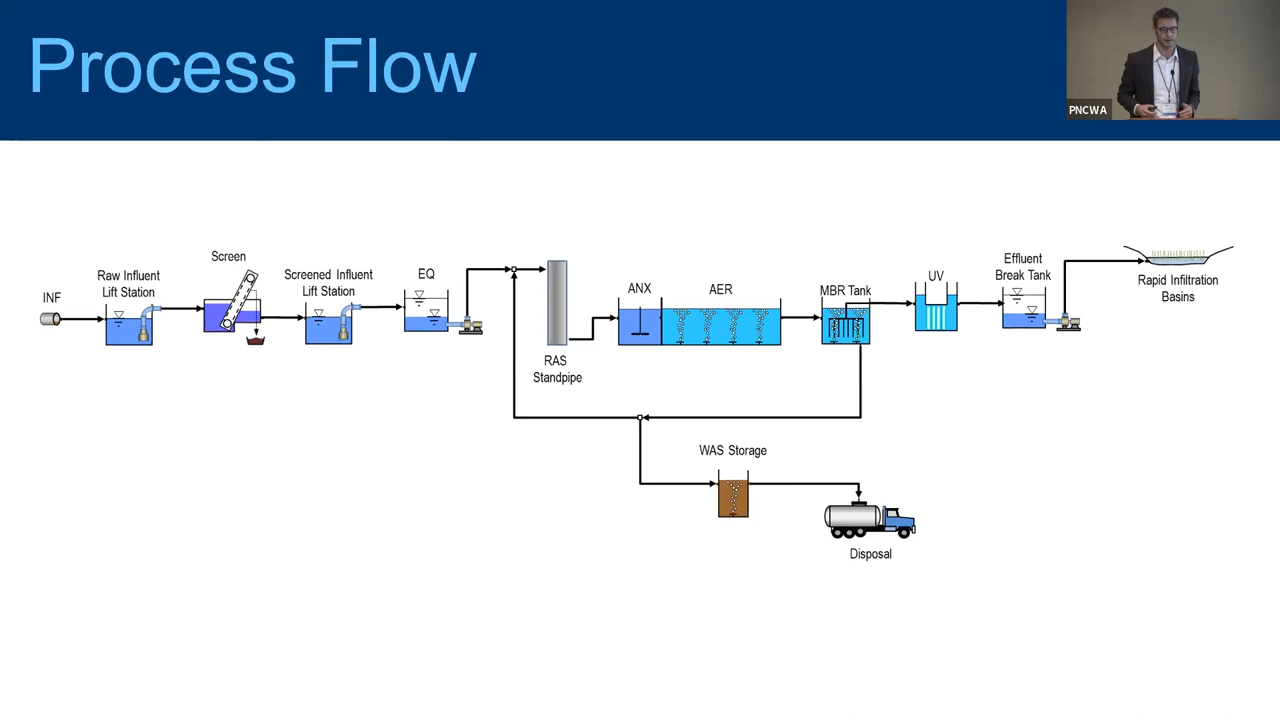 Process Flow
PNCWA
INF
Raw Influent
Lift Station
Screen
Screened Influent
Lift Station
EQ
RAS
Standpipe
ANX
AER
MBR Tank
UV
Effluent
Break Tank
Rapid Infiltration
Basins
WAS Storage
Disposal